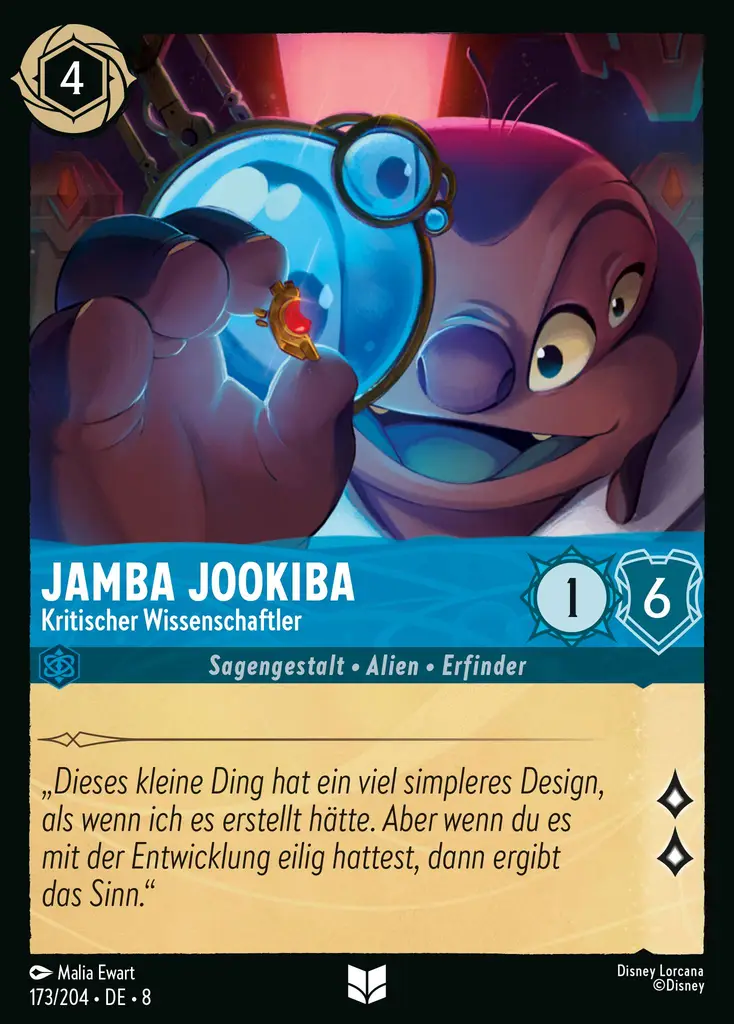 4
JAMBA JOOKIBA
Kritischer Wissenschaftler
1
6
Sagengestalt • Alien • Erfinder
„Dieses kleine Ding hat ein viel simpleres Design,
als wenn ich es erstellt hätte. Aber wenn du es
mit der Entwicklung eilig hattest, dann ergibt
das Sinn.“
Malia Ewart
173/204 • DE • 8
Disney Lorcana
©Disney